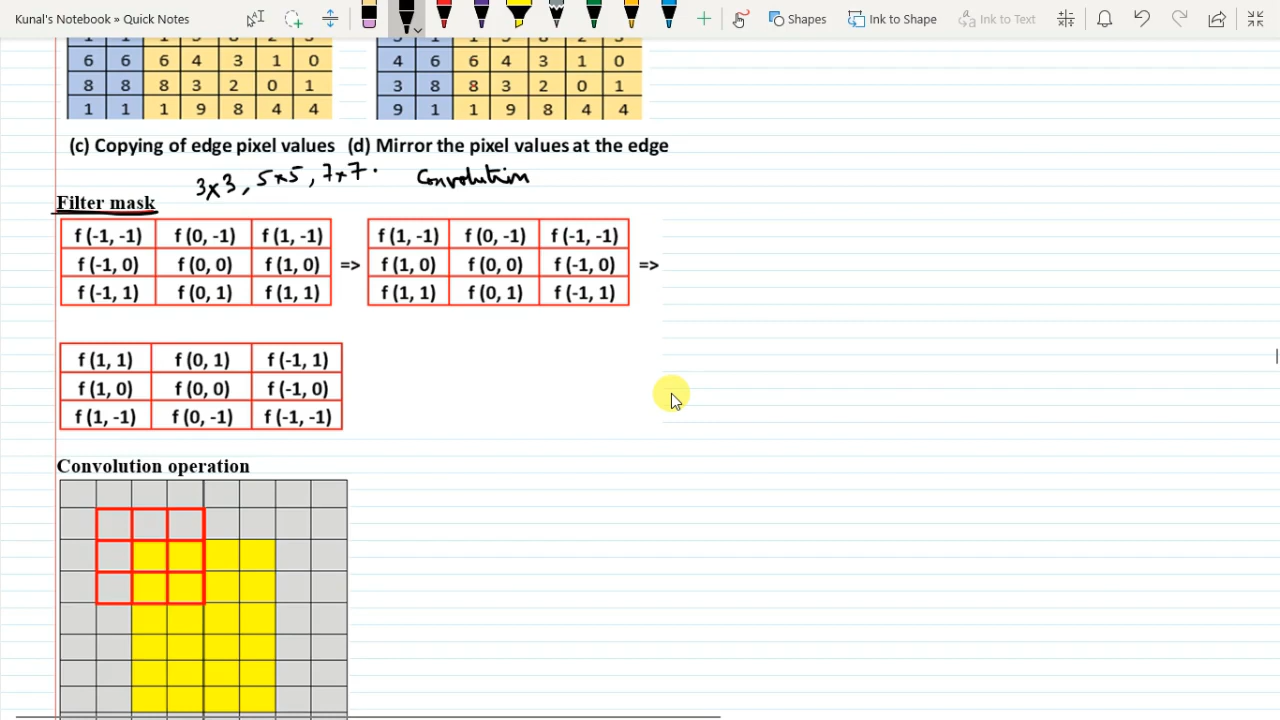 Kunal's Notebook » Quick Notes
Shapes
Ink to Shape
Ink to Text
6 6 6 4 3 1 0
8 8 8 3 2 0 1
1 1 1 9 8 4 4
4 6 6 4 3 1 0
3 8 8 3 2 0 1
9 1 1 9 8 4 4
(c) Copying of edge pixel values (d) Mirror the pixel values at the edge
3x3, 5x5, 7x7. Convolution
Filter mask
f (-1, -1) f (0, -1) f (1, -1)
f (-1, 0) f (0, 0) f (1, 0)
f (-1, 1) f (0, 1) f (1, 1)
=>
f (1, -1) f (0, -1) f (-1, -1)
f (1, 0) f (0, 0) f (-1, 0)
f (1, 1) f (0, 1) f (-1, 1)
=>
f (1, 1) f (0, 1) f (-1, 1)
f (1, 0) f (0, 0) f (-1, 0)
f (1, -1) f (0, -1) f (-1, -1)
Convolution operation